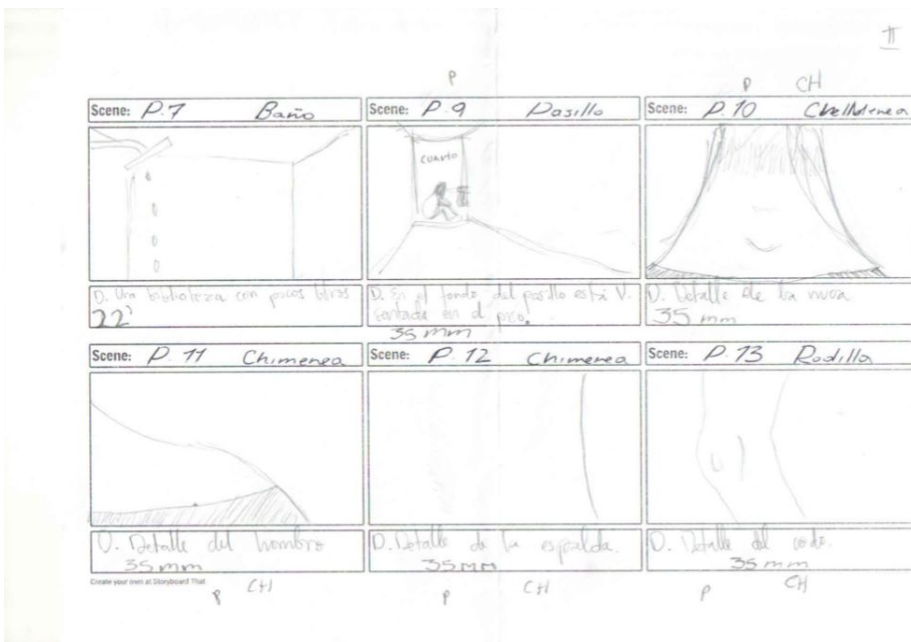 II
P
P CH
Scene: P.7 Baño
Scene: P.9 Pasillo
Scene: P.10 Chimenea
CUARTO
D. Una biblioteca con pocos libros
22'
D. En el fondo del pasillo está V.
sentada en el piso.
35 mm
D. Detalle de la nuca
35 mm
Scene: P. 11 Chimenea
Scene: P. 12 Chimenea
Scene: P. 13 Rodilla
D. Detalle del hombro
35 mm
D. Detalle de la espalda.
35 mm
D. Detalle del codo.
35 mm
Create your own at Storyboard That
P CH
P CH
P CH